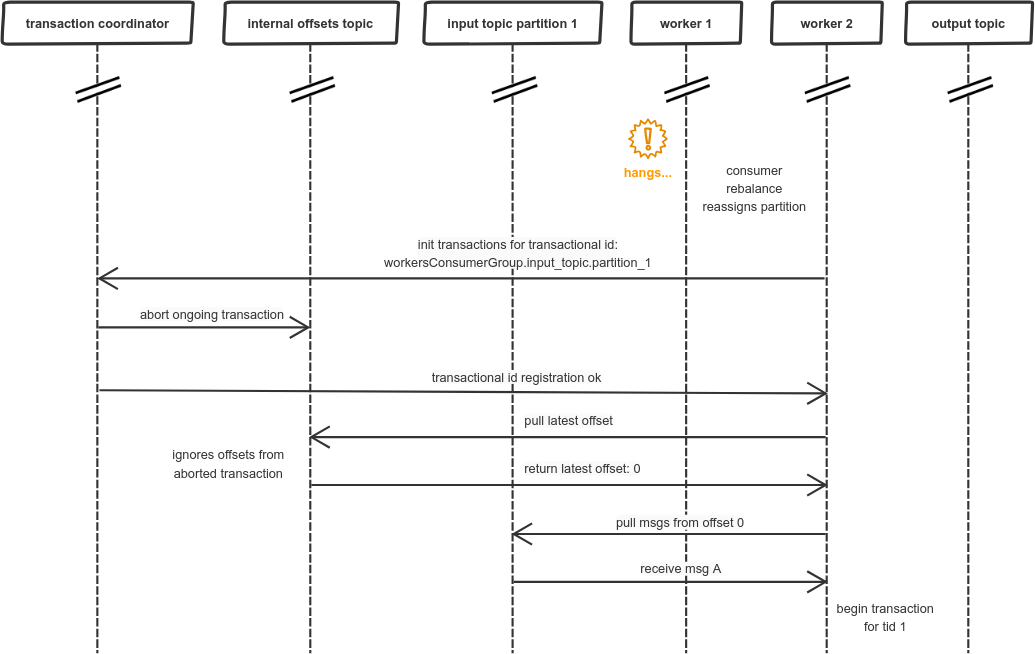 transaction coordinator
internal offsets topic
input topic partition 1
worker 1
worker 2
output topic
hangs...
consumer
rebalance
reassigns partition
init transactions for transactional id:
workersConsumerGroup.input_topic.partition_1
abort ongoing transaction
transactional id registration ok
pull latest offset
ignores offsets from
aborted transaction
return latest offset: 0
pull msgs from offset 0
receive msg A
begin transaction
for tid 1